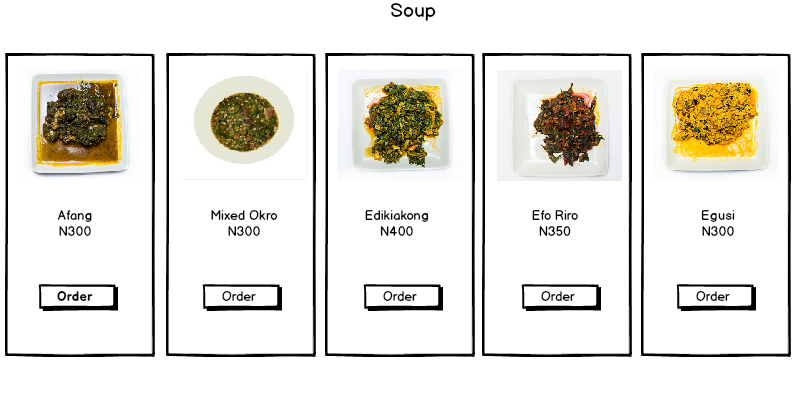 Soup
Afang
N300
Order
Mixed Okro
N300
Order
Edikiakong
N400
Order
Efo Riro
N350
Order
Egusi
N300
Order